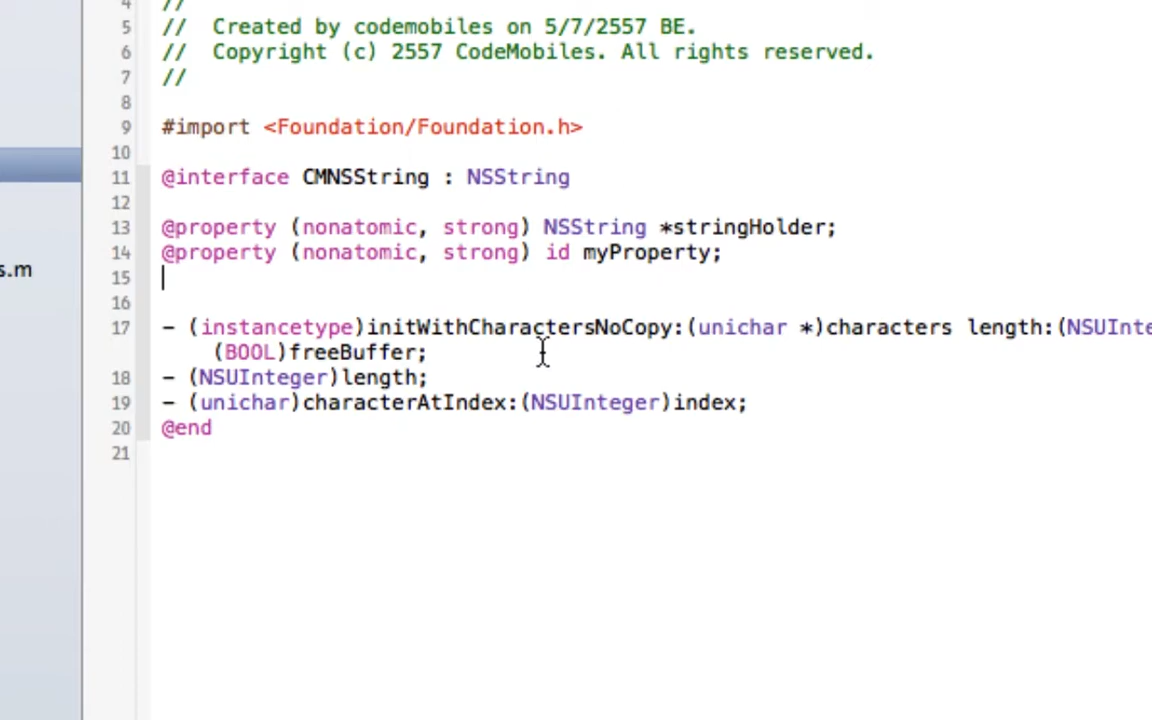 4 //
5 // Created by codemobiles on 5/7/2557 BE.
6 // Copyright (c) 2557 CodeMobiles. All rights reserved.
7 //
8
9 #import <Foundation/Foundation.h>
10
11 @interface CMNSString : NSString
12
13 @property (nonatomic, strong) NSString *stringHolder;
14 @property (nonatomic, strong) id myProperty;
15
16
17 - (instancetype)initWithCharactersNoCopy:(unichar *)characters length:(NSUInte
(BOOL)freeBuffer;
18 - (NSUInteger)length;
19 - (unichar)characterAtIndex:(NSUInteger)index;
20 @end
21
s.m